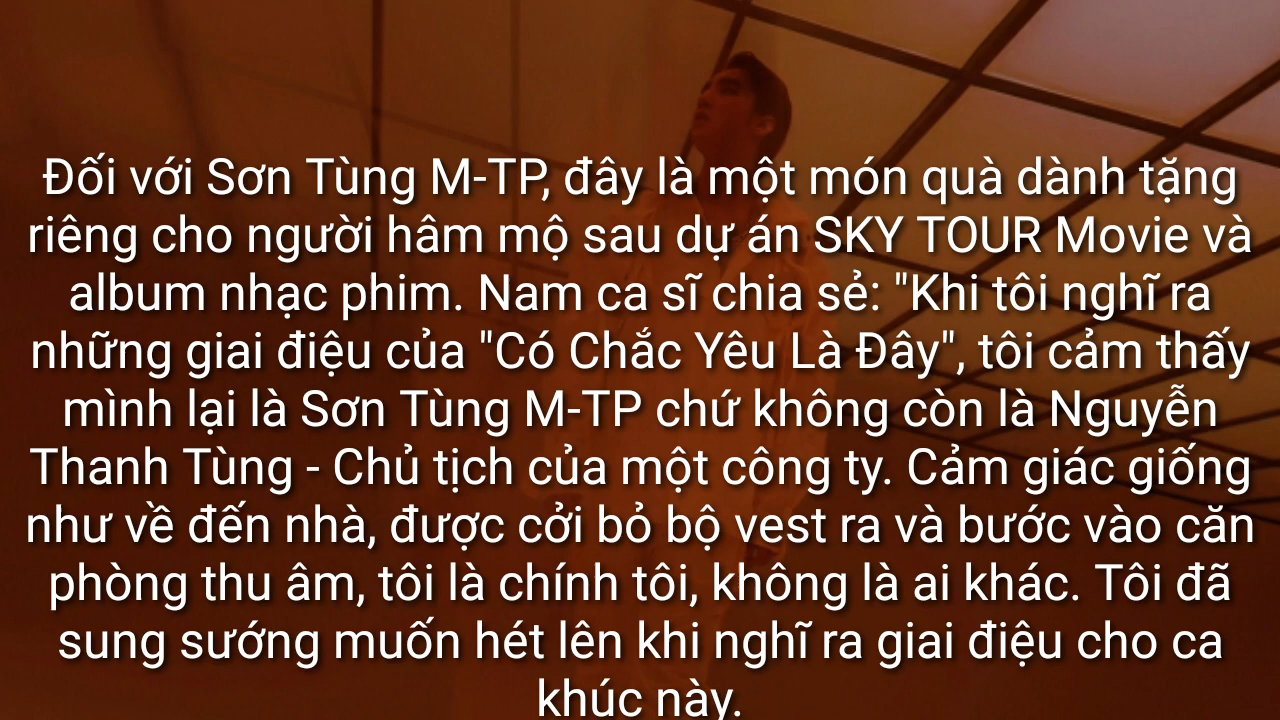 Đối với Sơn Tùng M-TP, đây là một món quà dành tặng
riêng cho người hâm mộ sau dự án SKY TOUR Movie và
album nhạc phim. Nam ca sĩ chia sẻ: "Khi tôi nghĩ ra
những giai điệu của "Có Chắc Yêu Là Đây", tôi cảm thấy
mình lại là Sơn Tùng M-TP chứ không còn là Nguyễn
Thanh Tùng - Chủ tịch của một công ty. Cảm giác giống
như về đến nhà, được cởi bỏ bộ vest ra và bước vào căn
phòng thu âm, tôi là chính tôi, không là ai khác. Tôi đã
sung sướng muốn hét lên khi nghĩ ra giai điệu cho ca
khúc này.